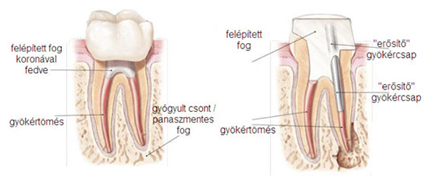 felépített fog
koronával
fedve
gyökértömés
gyógyult csont /
panaszmentes
fog
felépített
fog
"erősítő"
gyökércsap
"erősítő"
gyökércsap
gyökértömés